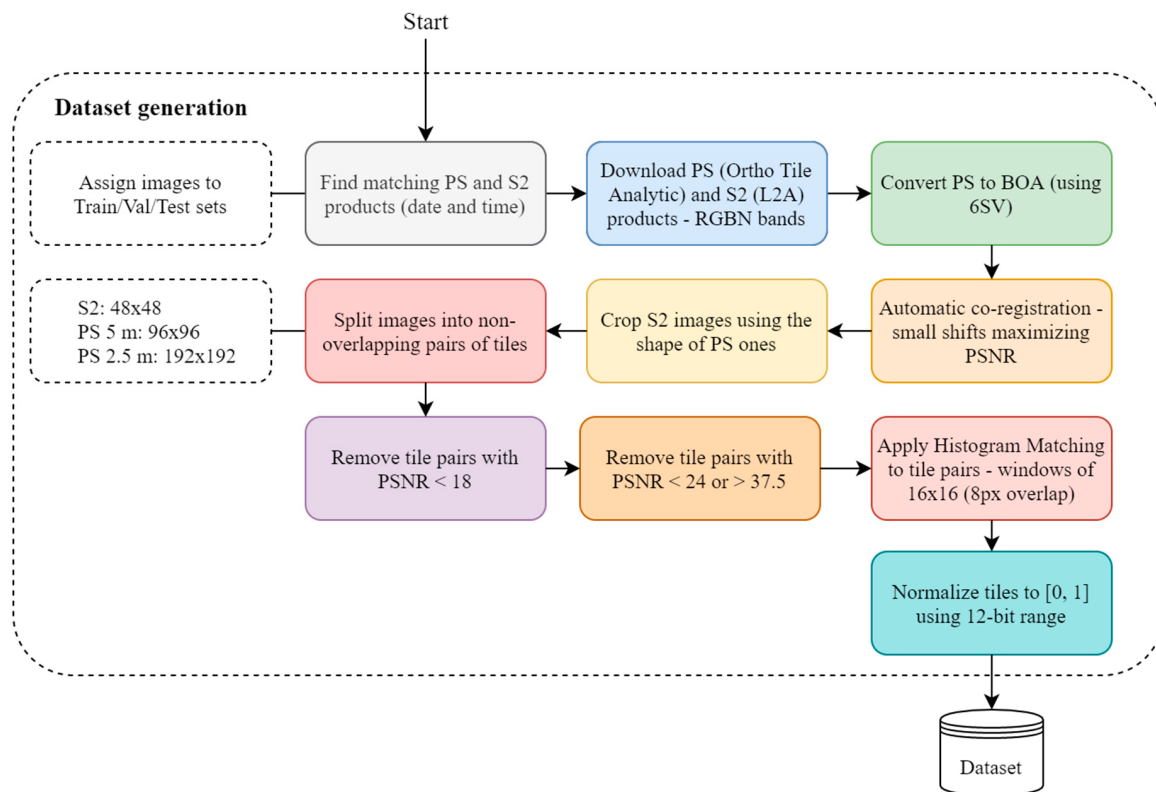 Start
Dataset generation
Assign images to
Train/Val/Test sets
Find matching PS and S2
products (date and time)
Download PS (Ortho Tile
Analytic) and S2 (L2A)
products - RGBN bands
Convert PS to BOA (using
6SV)
S2: 48x48
PS 5 m: 96x96
PS 2.5 m: 192x192
Split images into non-
overlapping pairs of tiles
Crop S2 images using the
shape of PS ones
Automatic co-registration -
small shifts maximizing
PSNR
Remove tile pairs with
PSNR < 18
Remove tile pairs with
PSNR < 24 or > 37.5
Apply Histogram Matching
to tile pairs - windows of
16x16 (8px overlap)
Normalize tiles to [0, 1]
using 12-bit range
Dataset